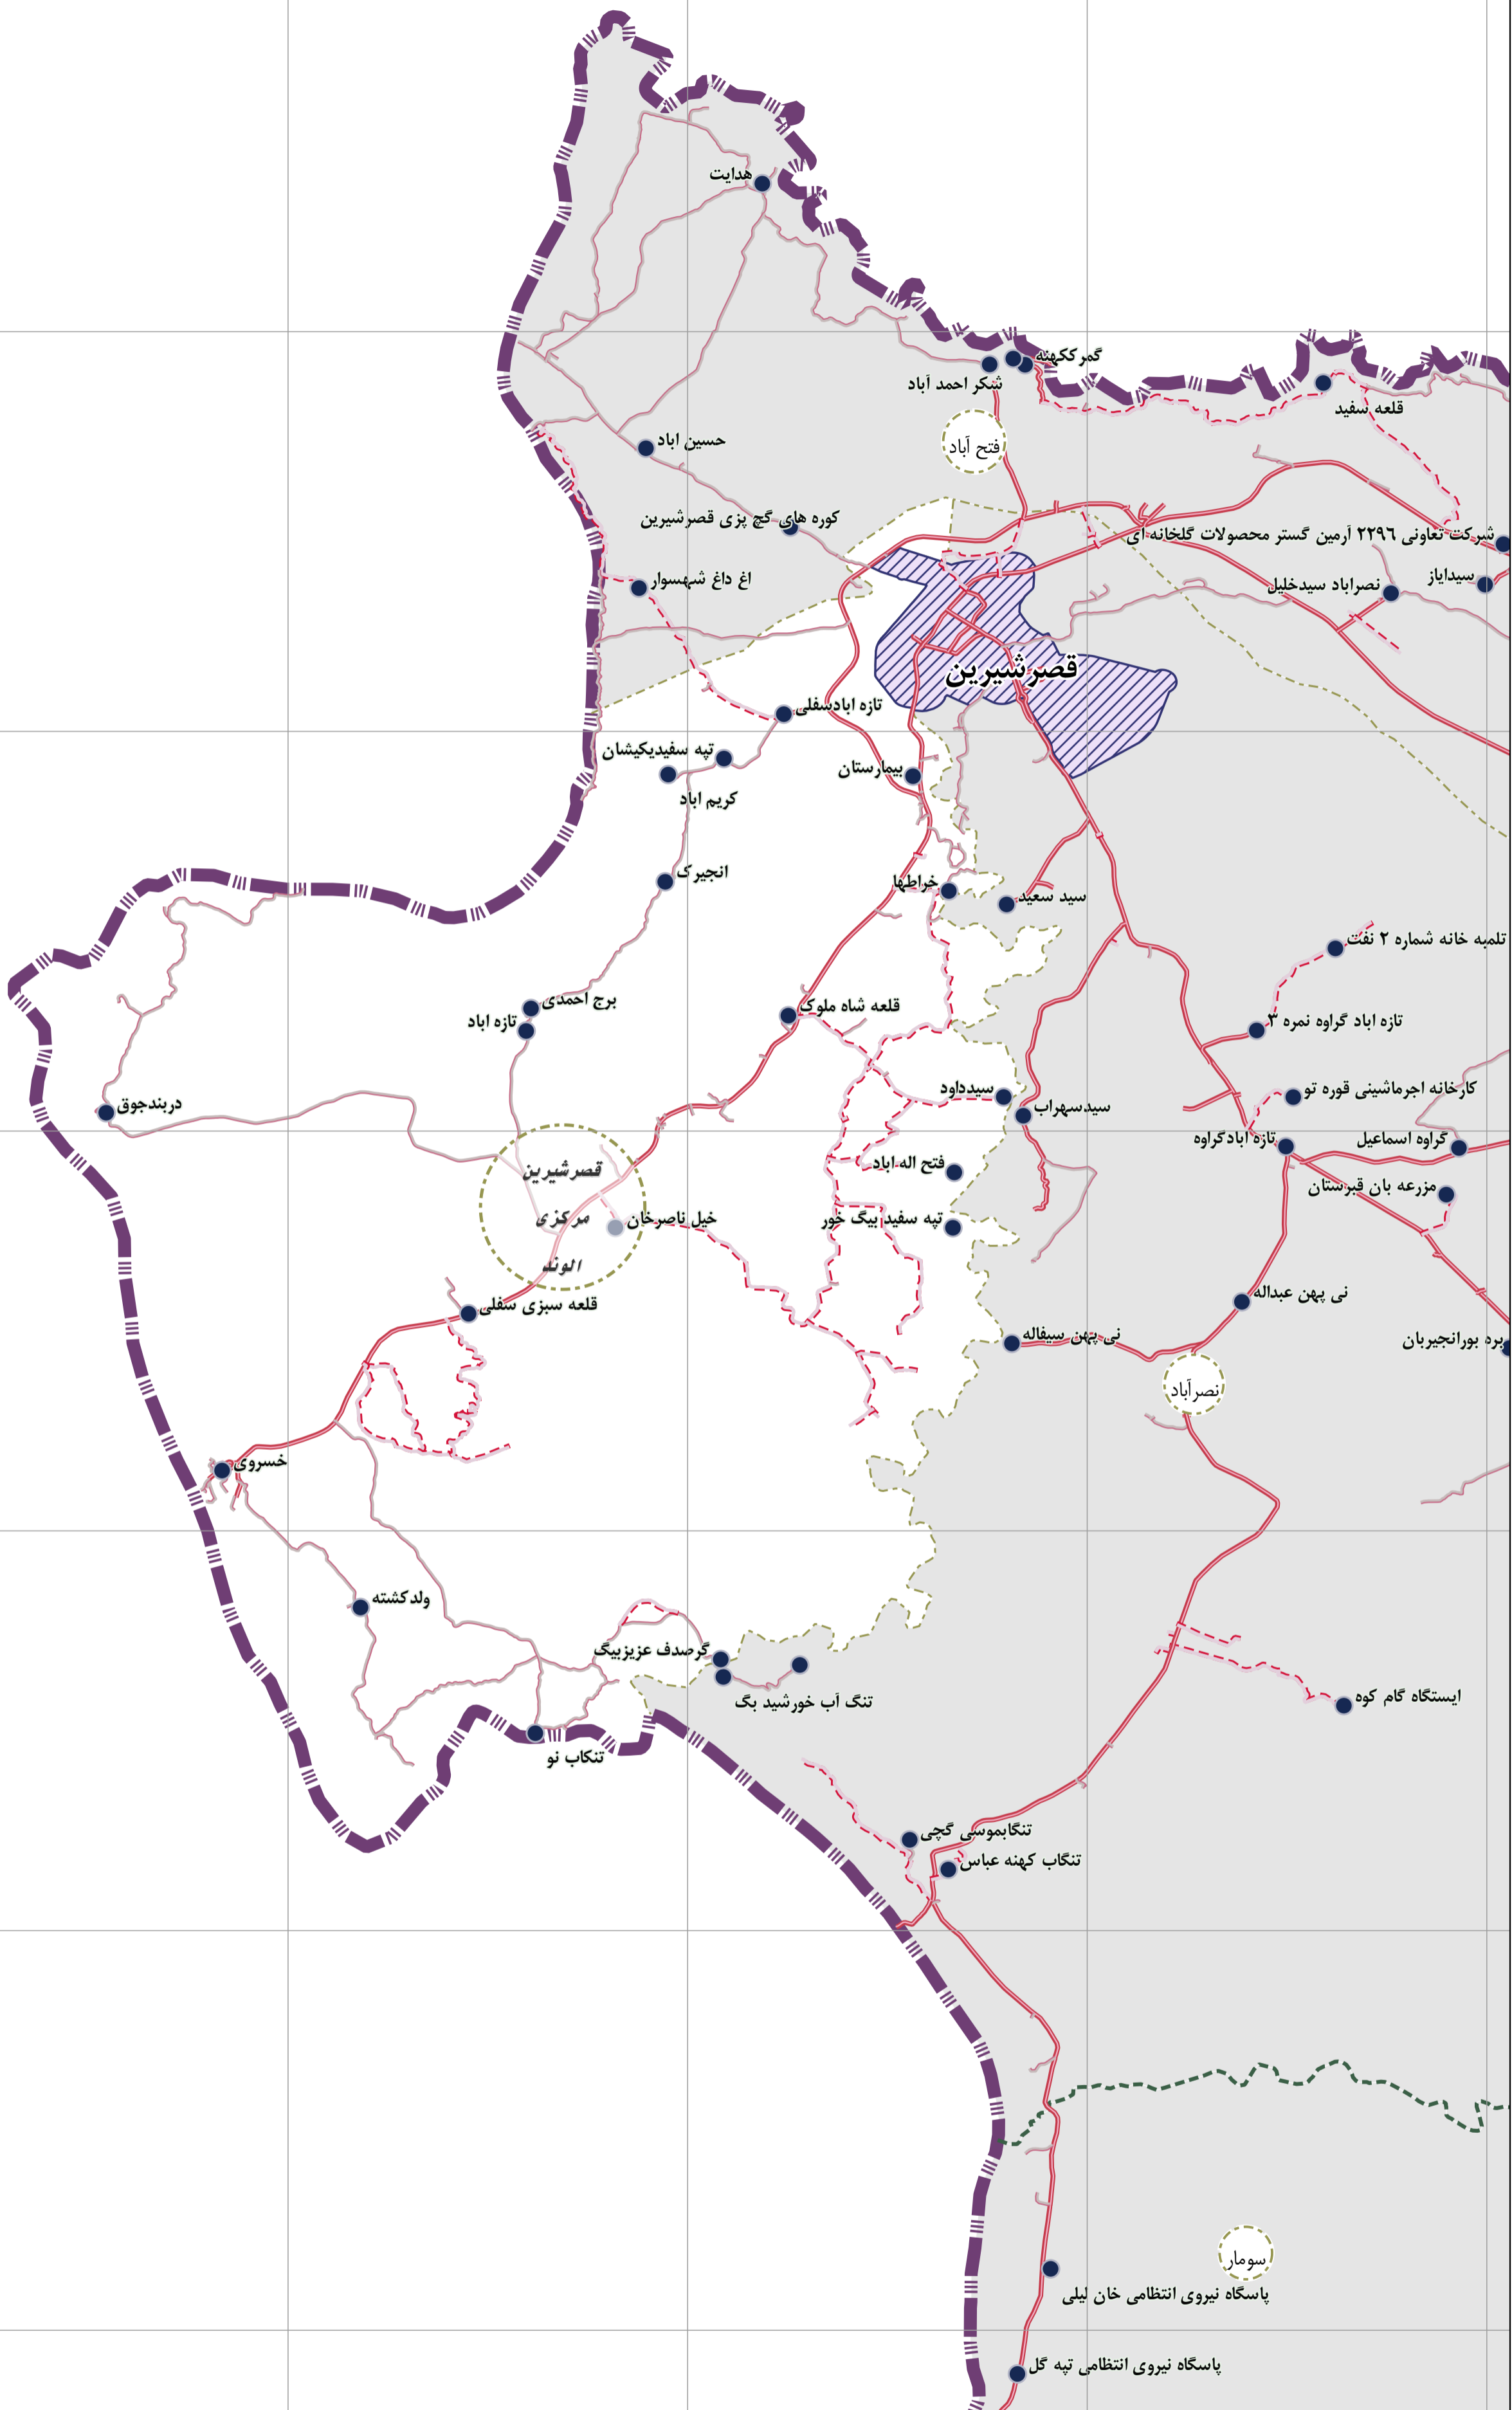 هدایت
گمرککهنه
شکر احمد آباد
قلعه سفید
حسین اباد
فتح آباد
کوره های گچ پزی قصرشیرین
شرکت تعاونی ۲۲۹۶ آرمین گستر محصولات گلخانه ای
اغ داغ شهسوار
نصراباد سیدخلیل
سیدایاز
قصرشیرین
تازه ابادسفلی
تپه سفیدیکیشان
بیمارستان
کریم اباد
انجیرک
خراطها
سید سعید
تلمبه خانه شماره ۲ نفت
برج احمدی
تازه اباد
قلعه شاه ملوک
تازه اباد گراوه نمره ۳
دربندجوق
سیدداود
سیدسهراب
کارخانه اجرماشینی قوره تو
تازه ابادگراوه
گراوه اسماعیل
قصرشیرین
مرکزی
الوند
فتح اله اباد
مزرعه بان قبرستان
خیل ناصرخان
تپه سفید بیگ خور
قلعه سبزی سفلی
نی پهن عبداله
نی پهن سیفاله
بره بورانجیربان
نصرآباد
خسروی
ولدکشته
گرصدف عزیزبیگ
تنگ آب خورشید بگ
ایستگاه گام کوه
تنکاب نو
تنگابموسی گچی
تنگاب کهنه عباس
سومار
پاسگاه نیروی انتظامی خان لیلی
پاسگاه نیروی انتظامی تپه گل